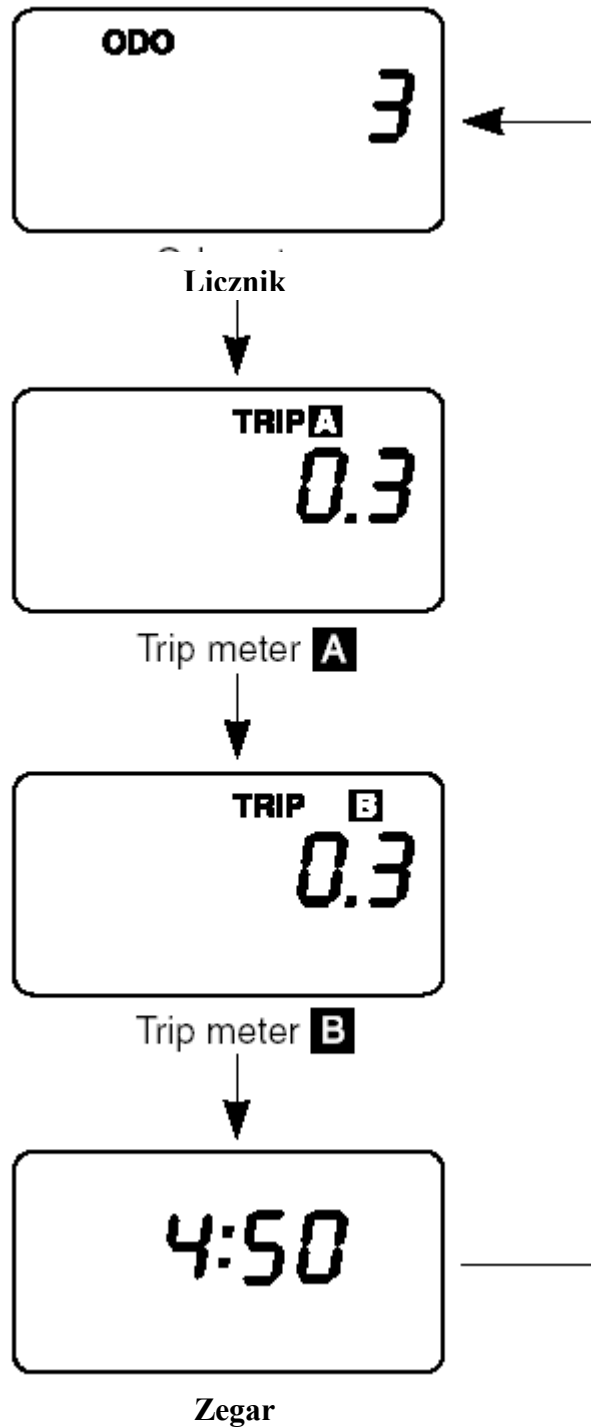 ODO
3
Licznik
TRIP A
0.3
Trip meter A
TRIP B
0.3
Trip meter B
4:50
Zegar